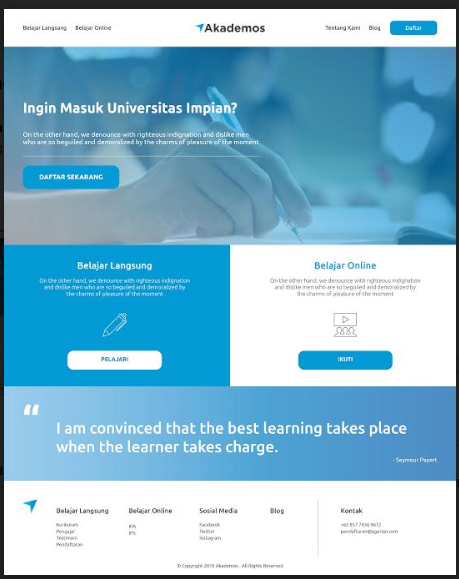 Belajar Langsung Belajar Online
Akademos
Tentang Kami Blog Daftar
Ingin Masuk Universitas Impian?
On the other hand, we denounce with righteous indignation and dislike men
who are so beguiled and demoralized by the charms of pleasure of the moment
DAFTAR SEKARANG
Belajar Langsung
On the other hand, we denounce with righteous indignation
and dislike men who are so beguiled and demoralized by
the charms of pleasure of the moment
PELAJARI
Belajar Online
On the other hand, we denounce with righteous indignation
and dislike men who are so beguiled and demoralized by
the charms of pleasure of the moment
IKUTI
“
I am convinced that the best learning takes place
when the learner takes charge.
- Seymour Papert
Belajar Langsung
Kurikulum
Pengajar
Testimoni
Pendaftaran
Belajar Online
IPA
IPS
Sosial Media
Facebook
Twitter
Instagram
Blog
Kontak
+62 857 7436 9672
© Copyright 2016 Akademos - All Rights Reserved